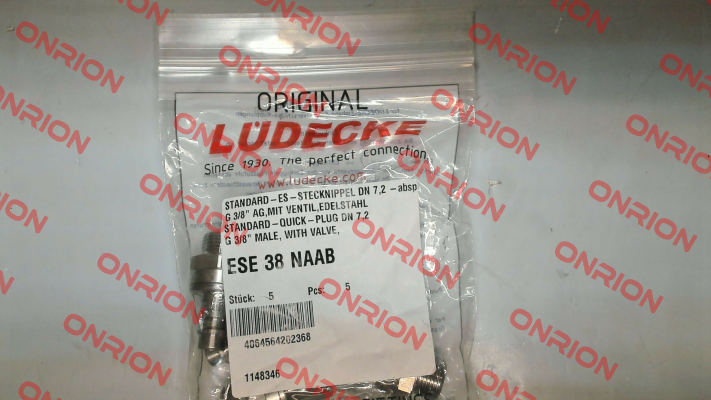 ORIGINAL
LÜDECKE
Since 1930. The perfect connection.
www.ludecke.com
STANDARD-ES-STECKNIPPEL DN 7,2 -absp
G 3/8" AG,MIT VENTIL,EDELSTAHL
STANDARD-QUICK-PLUG DN 7.2
G 3/8" MALE, WITH VALVE,
ESE 38 NAAB
Stück: 5 Pcs: 5
4064564202368
1148346
ONRION
ONRION
ONRION
ONRION
ONRION
ONRION
ONRION
ONRION
ONRION
ONRION
ONRION
ONRION
ONRION
ONRION